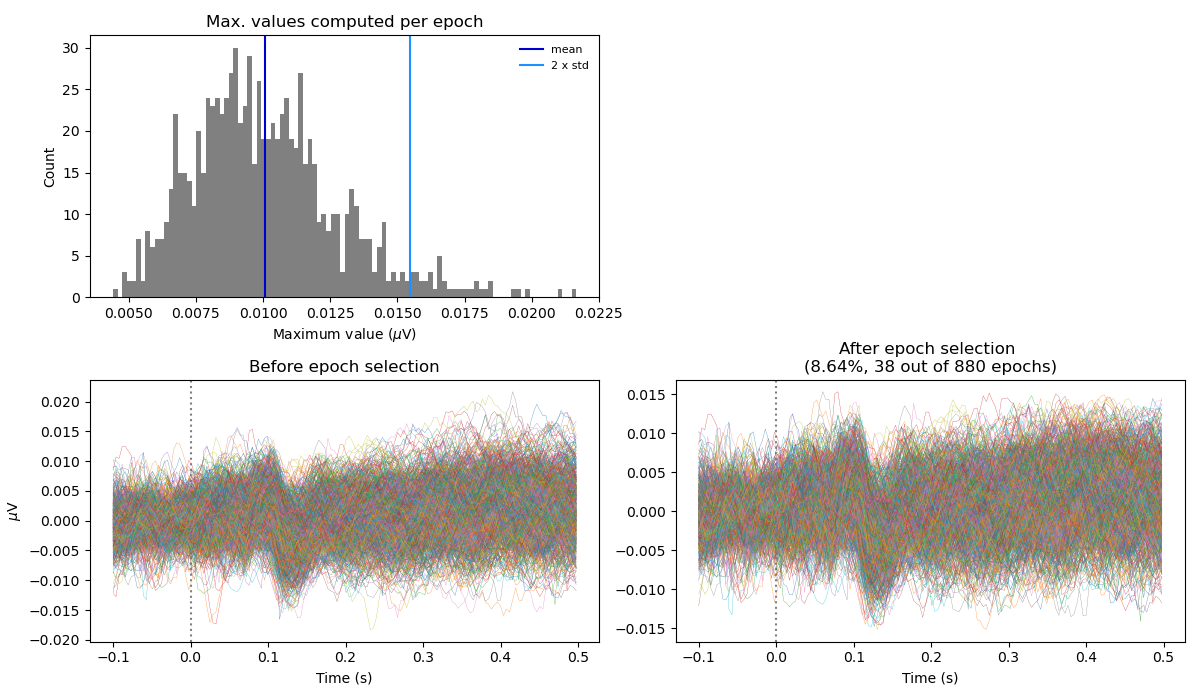 Max. values computed per epoch
30
25
20
15
10
5
0
Count
mean
2 x std
0.0050 0.0075 0.0100 0.0125 0.0150 0.0175 0.0200 0.0225
Maximum value (μV)
Before epoch selection
0.020
0.015
0.010
0.005
0.000
−0.005
−0.010
−0.015
−0.020
μV
−0.1 0.0 0.1 0.2 0.3 0.4 0.5
Time (s)
After epoch selection
(8.64%, 38 out of 880 epochs)
0.015
0.010
0.005
0.000
−0.005
−0.010
−0.015
−0.1 0.0 0.1 0.2 0.3 0.4 0.5
Time (s)